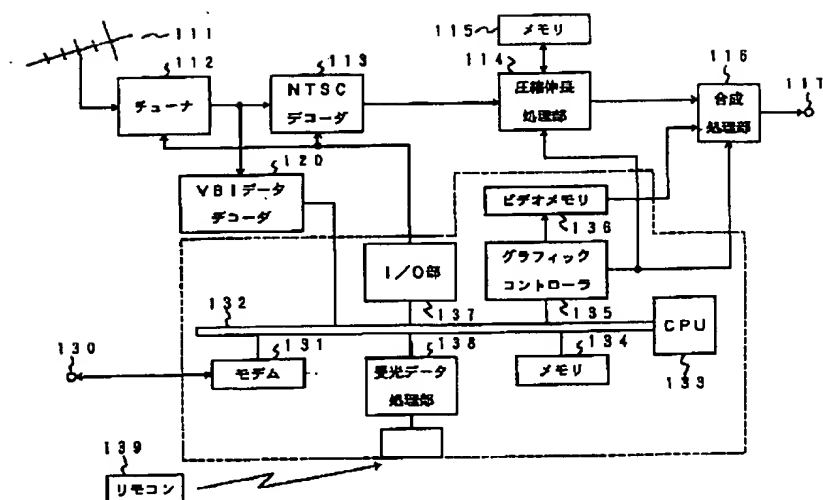 111
112
チューナ
113
NTSC
デコーダ
115
メモリ
114
圧縮伸長
処理部
116
合成
処理部
117
120
VBIデータ
デコーダ
ビデオメモリ
136
I/O部
137
グラフィック
コントローラ
135
132
CPU
133
130
131
モデム
138
受光データ
処理部
134
メモリ
139
リモコン